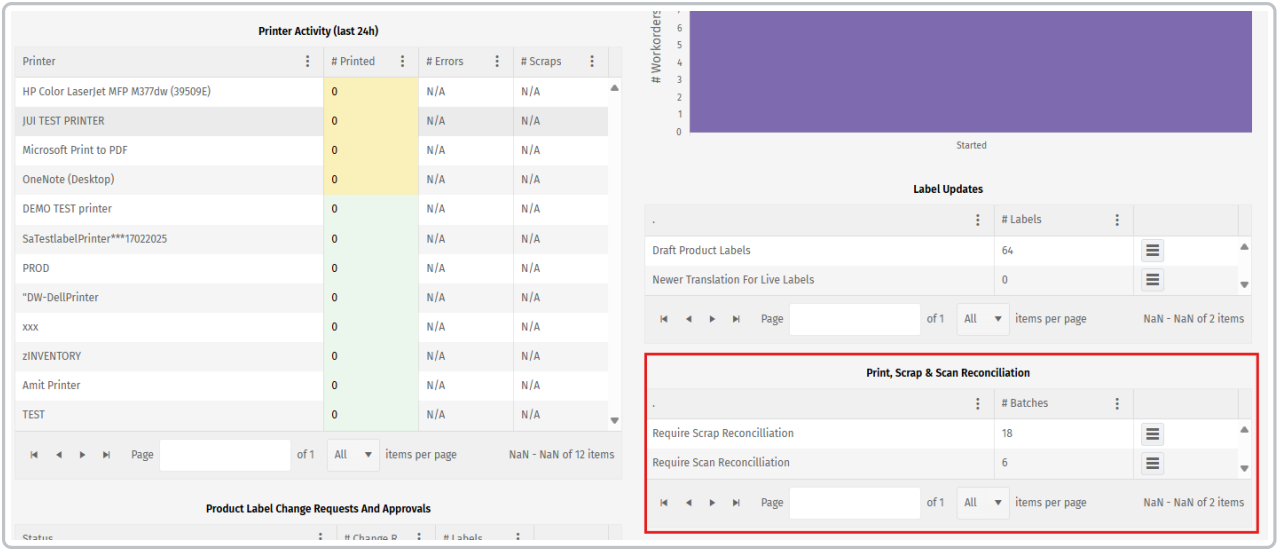 Printer Activity (last 24h)
Printer # Printed # Errors # Scraps
HP Color LaserJet MFP M377dw (39509E) 0 N/A N/A
JUI TEST PRINTER 0 N/A N/A
Microsoft Print to PDF 0 N/A N/A
OneNote (Desktop) 0 N/A N/A
DEMO TEST printer 0 N/A N/A
SaTestlabelPrinter***17022025 0 N/A N/A
PROD 0 N/A N/A
"DW-DellPrinter 0 N/A N/A
xxx 0 N/A N/A
zINVENTORY 0 N/A N/A
Amit Printer 0 N/A N/A
TEST 0 N/A N/A
Page of 1 All items per page NaN - NaN of 12 items
Product Label Change Requests And Approvals
Status # Change R # Labels
# Workorders
6
5
4
3
2
1
0
Started
Label Updates
. # Labels
Draft Product Labels 64
Newer Translation For Live Labels 0
Page of 1 All items per page NaN - NaN of 2 items
Print, Scrap & Scan Reconciliation
. # Batches
Require Scrap Reconcilliation 18
Require Scan Reconcilliation 6
Page of 1 All items per page NaN - NaN of 2 items